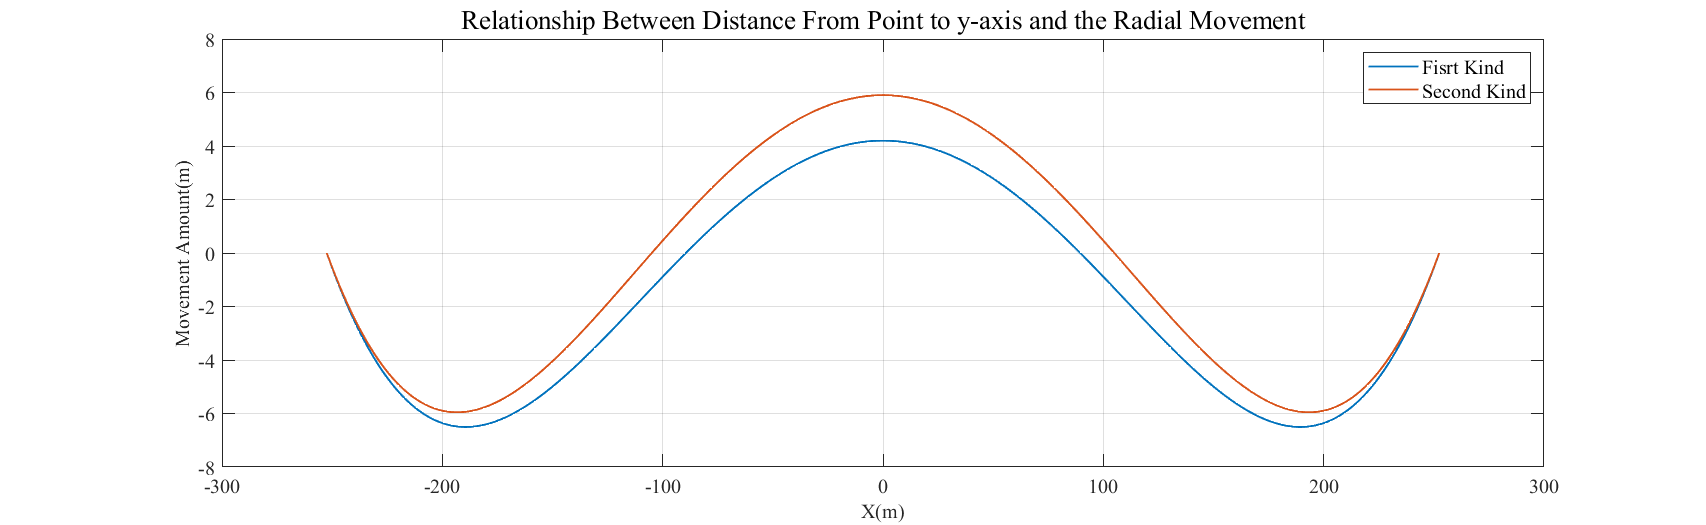 Relationship Between Distance From Point to y-axis and the Radial Movement
8
6
4
2
0
-2
-4
-6
-8
Movement Amount(m)
Fisrt Kind
Second Kind
-300 -200 -100 0 100 200 300
X(m)